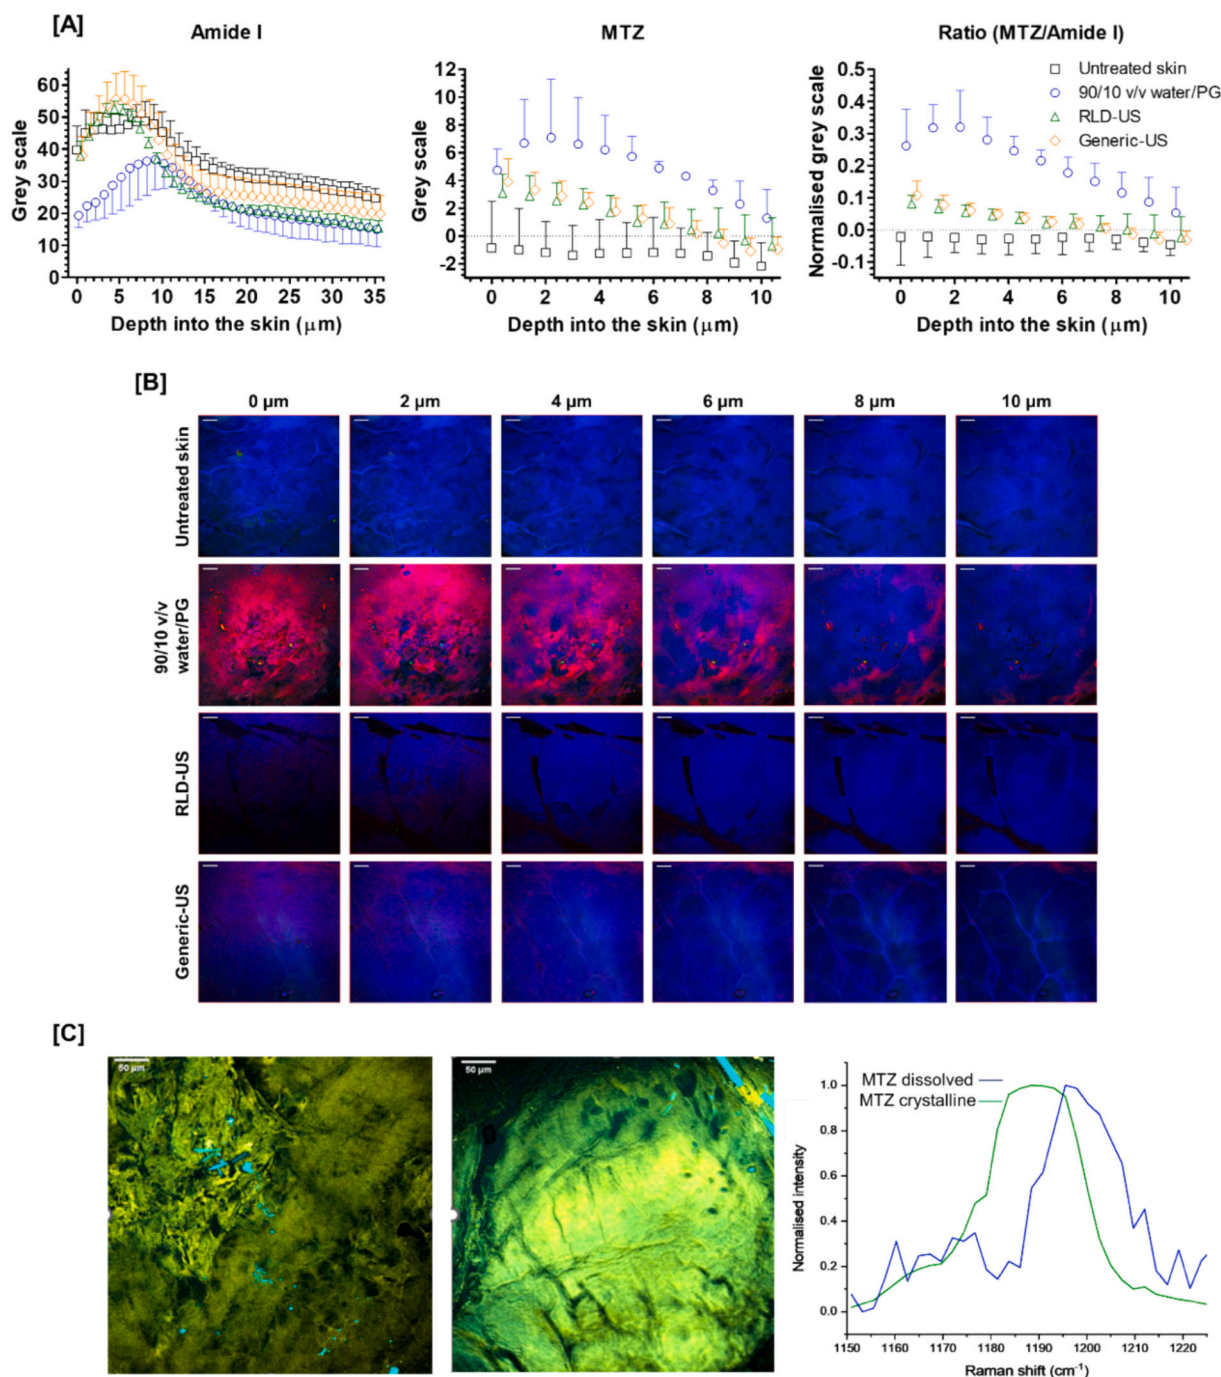 [A]
Amide I
MTZ
Ratio (MTZ/Amide I)
60
50
40
30
20
10
0
Grey scale
0 5 10 15 20 25 30 35
Depth into the skin (μm)
12
10
8
6
4
2
0
-2
Grey scale
0 2 4 6 8 10
Depth into the skin (μm)
0.5
0.4
0.3
0.2
0.1
0.0
-0.1
Normalised grey scale
0 2 4 6 8 10
Depth into the skin (μm)
Untreated skin
90/10 v/v water/PG
RLD-US
Generic-US
[B]
0 μm 2 μm 4 μm 6 μm 8 μm 10 μm
Untreated skin
90/10 v/v
water/PG
RLD-US
Generic-US
[C]
50 μm
50 μm
MTZ dissolved
MTZ crystalline
1.0
0.8
0.6
0.4
0.2
0.0
Normalised intensity
1150 1160 1170 1180 1190 1200 1210 1220
Raman shift (cm-1)